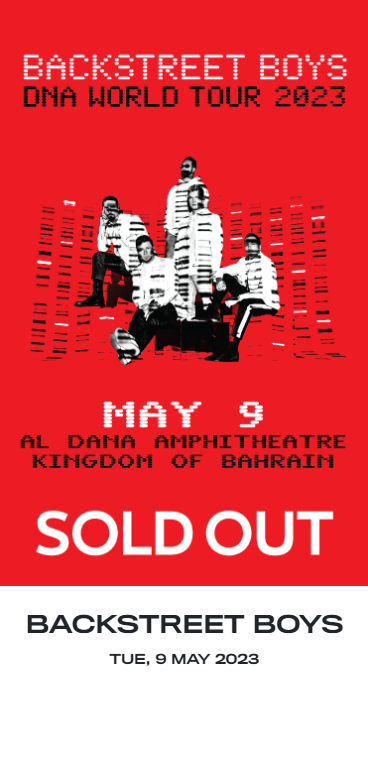 BACKSTREET BOYS
DNA WORLD TOUR 2023
MAY 9
AL DANA AMPHITHEATRE
KINGDOM OF BAHRAIN
SOLD OUT
BACKSTREET BOYS
TUE, 9 MAY 2023